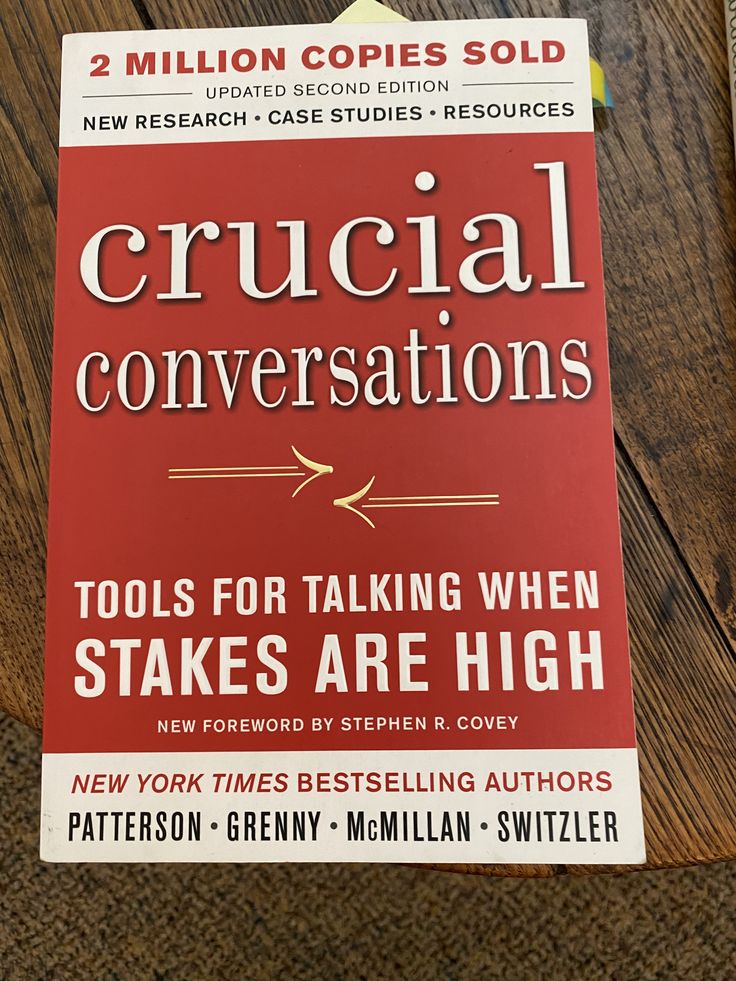 2 MILLION COPIES SOLD
UPDATED SECOND EDITION
NEW RESEARCH • CASE STUDIES • RESOURCES
crucial
conversations
TOOLS FOR TALKING WHEN
STAKES ARE HIGH
NEW FOREWORD BY STEPHEN R. COVEY
NEW YORK TIMES BESTSELLING AUTHORS
PATTERSON • GRENNY • McMILLAN • SWITZLER